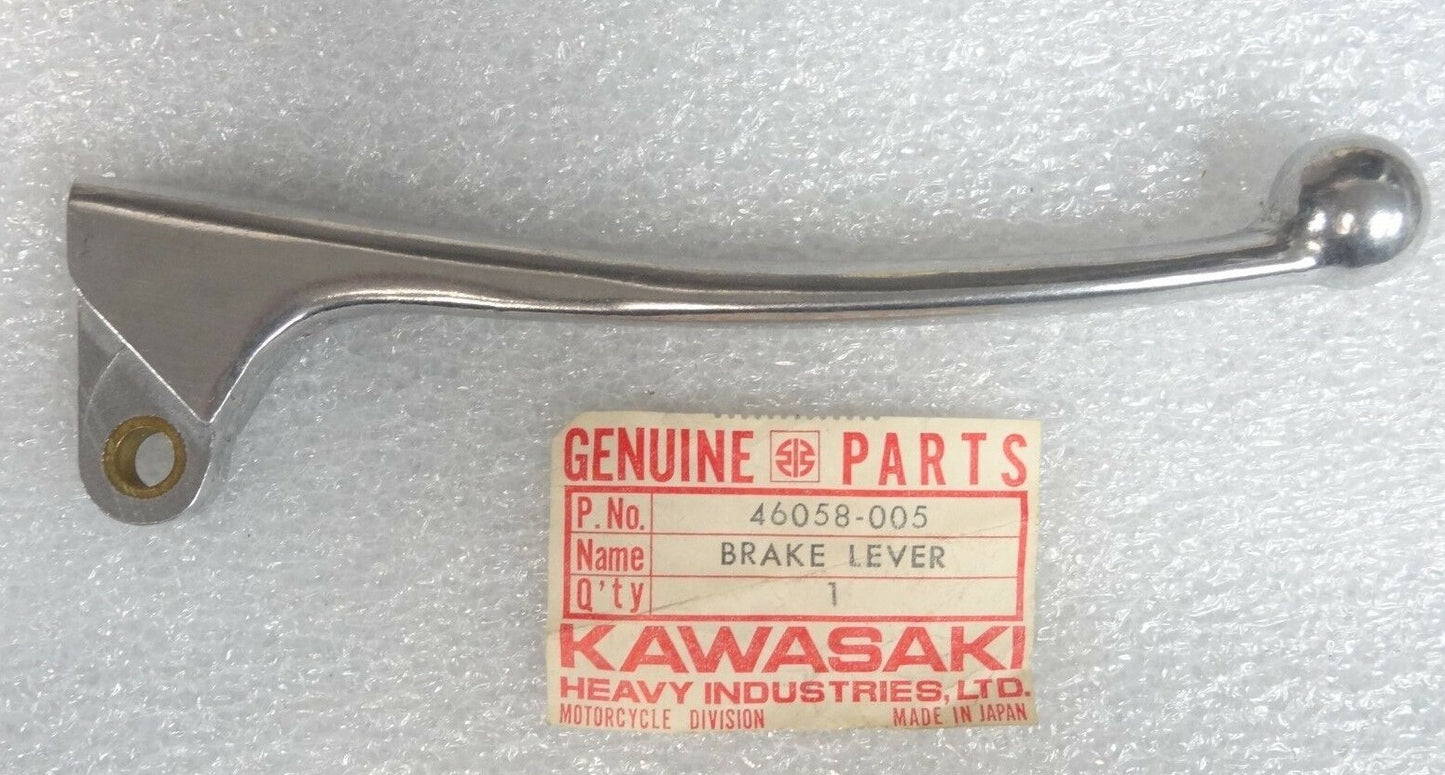 GENUINE PARTS
P. No. 46058-005
Name BRAKE LEVER
Q'ty 1
KAWASAKI
HEAVY INDUSTRIES, LTD.
MOTORCYCLE DIVISION MADE IN JAPAN